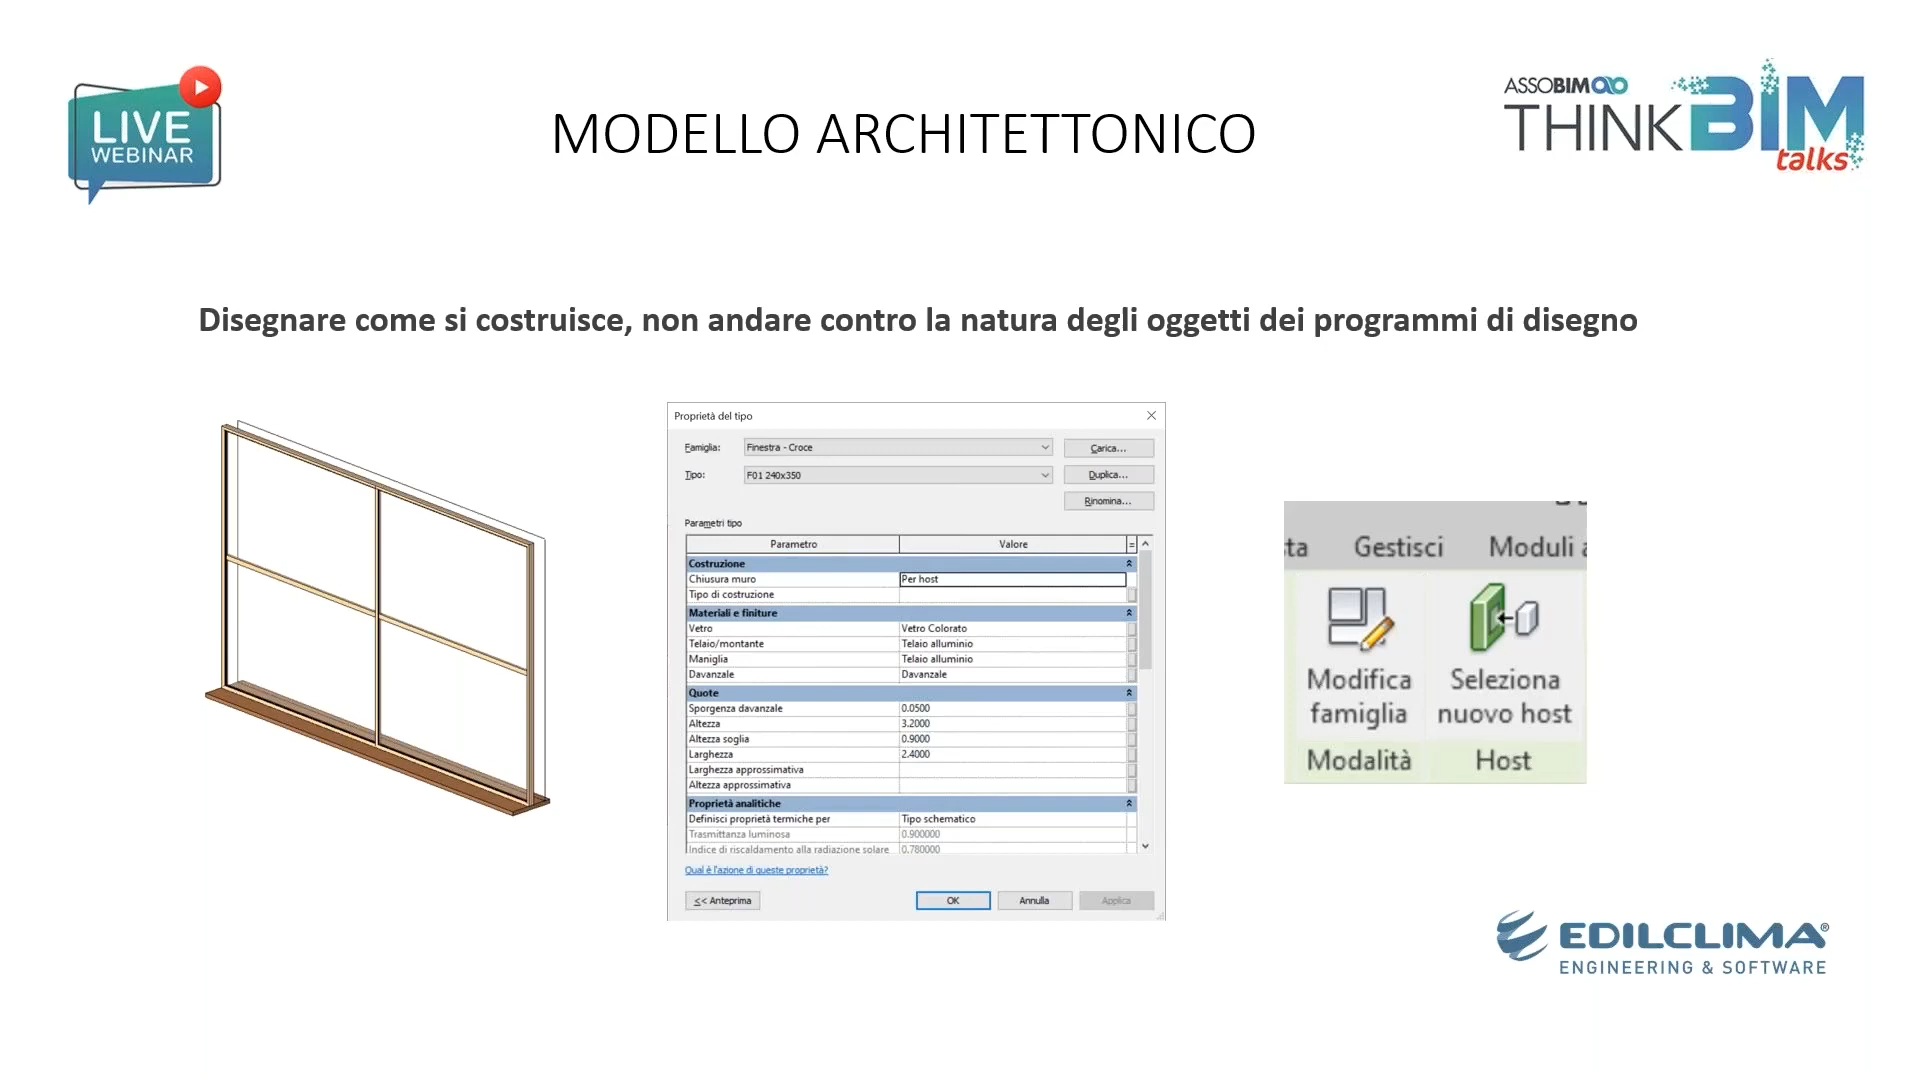 LIVE
WEBINAR
MODELLO ARCHITETTONICO
ASSOBIM
THINKBIM
talks
Disegnare come si costruisce, non andare contro la natura degli oggetti dei programmi di disegno
Proprietà del tipo
Famiglia: Finestra - Croce Carica...
Tipo: F01 240x350 Duplica...
Rinomina...
Parametri tipo
Parametro Valore =
Costruzione
Chiusura muro Per host
Tipo di costruzione
Materiali e finiture
Vetro Vetro Colorato
Telaio/montante Telaio alluminio
Maniglia Telaio alluminio
Davanzale Davanzale
Quote
Sporgenza davanzale 0.0500
Altezza 3.2000
Altezza soglia 0.9000
Larghezza 2.4000
Larghezza approssimativa
Altezza approssimativa
Proprietà analitiche
Definisci proprietà termiche per Tipo schematico
Trasmittanza luminosa 0.900000
Indice di riscaldamento alla radiazione solare 0.780000
Qual è l'azione di queste proprietà?
<< Anteprima OK Annulla Applica
ta Gestisci Moduli a
Modifica famiglia
Seleziona nuovo host
Modalità Host
EDILCLIMA®
ENGINEERING & SOFTWARE